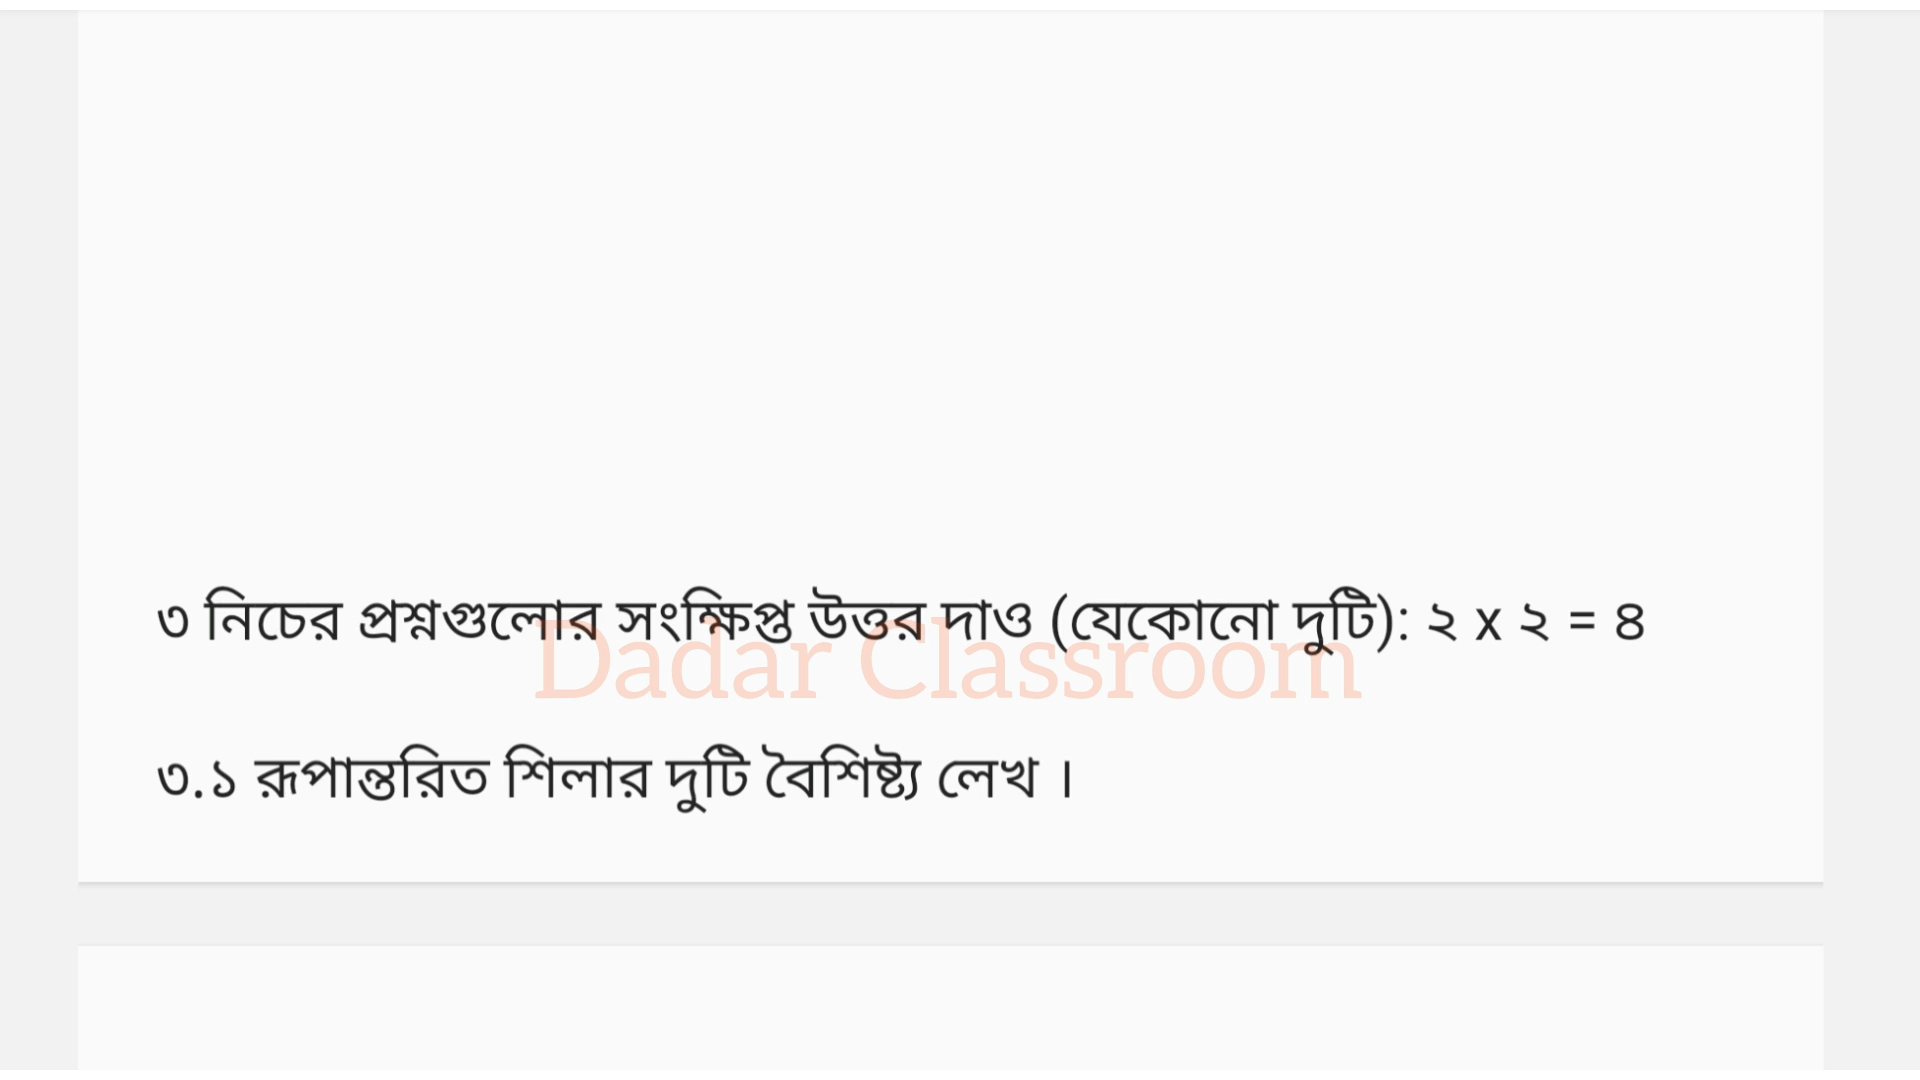 ৩ নিচের প্রশ্নগুলোর সংক্ষিপ্ত উত্তর দাও (যেকোনো দুটি): ২ x ২ = ৪
Dadar Classroom
৩.১ রূপান্তরিত শিলার দুটি বৈশিষ্ট্য লেখ ।